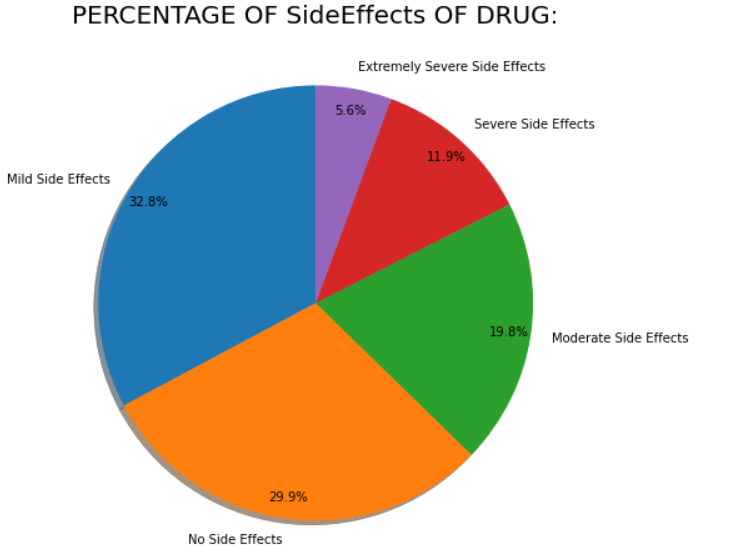 PERCENTAGE OF SideEffects OF DRUG:
Extremely Severe Side Effects
5.6%
Severe Side Effects
11.9%
Mild Side Effects
32.8%
19.8%
Moderate Side Effects
29.9%
No Side Effects